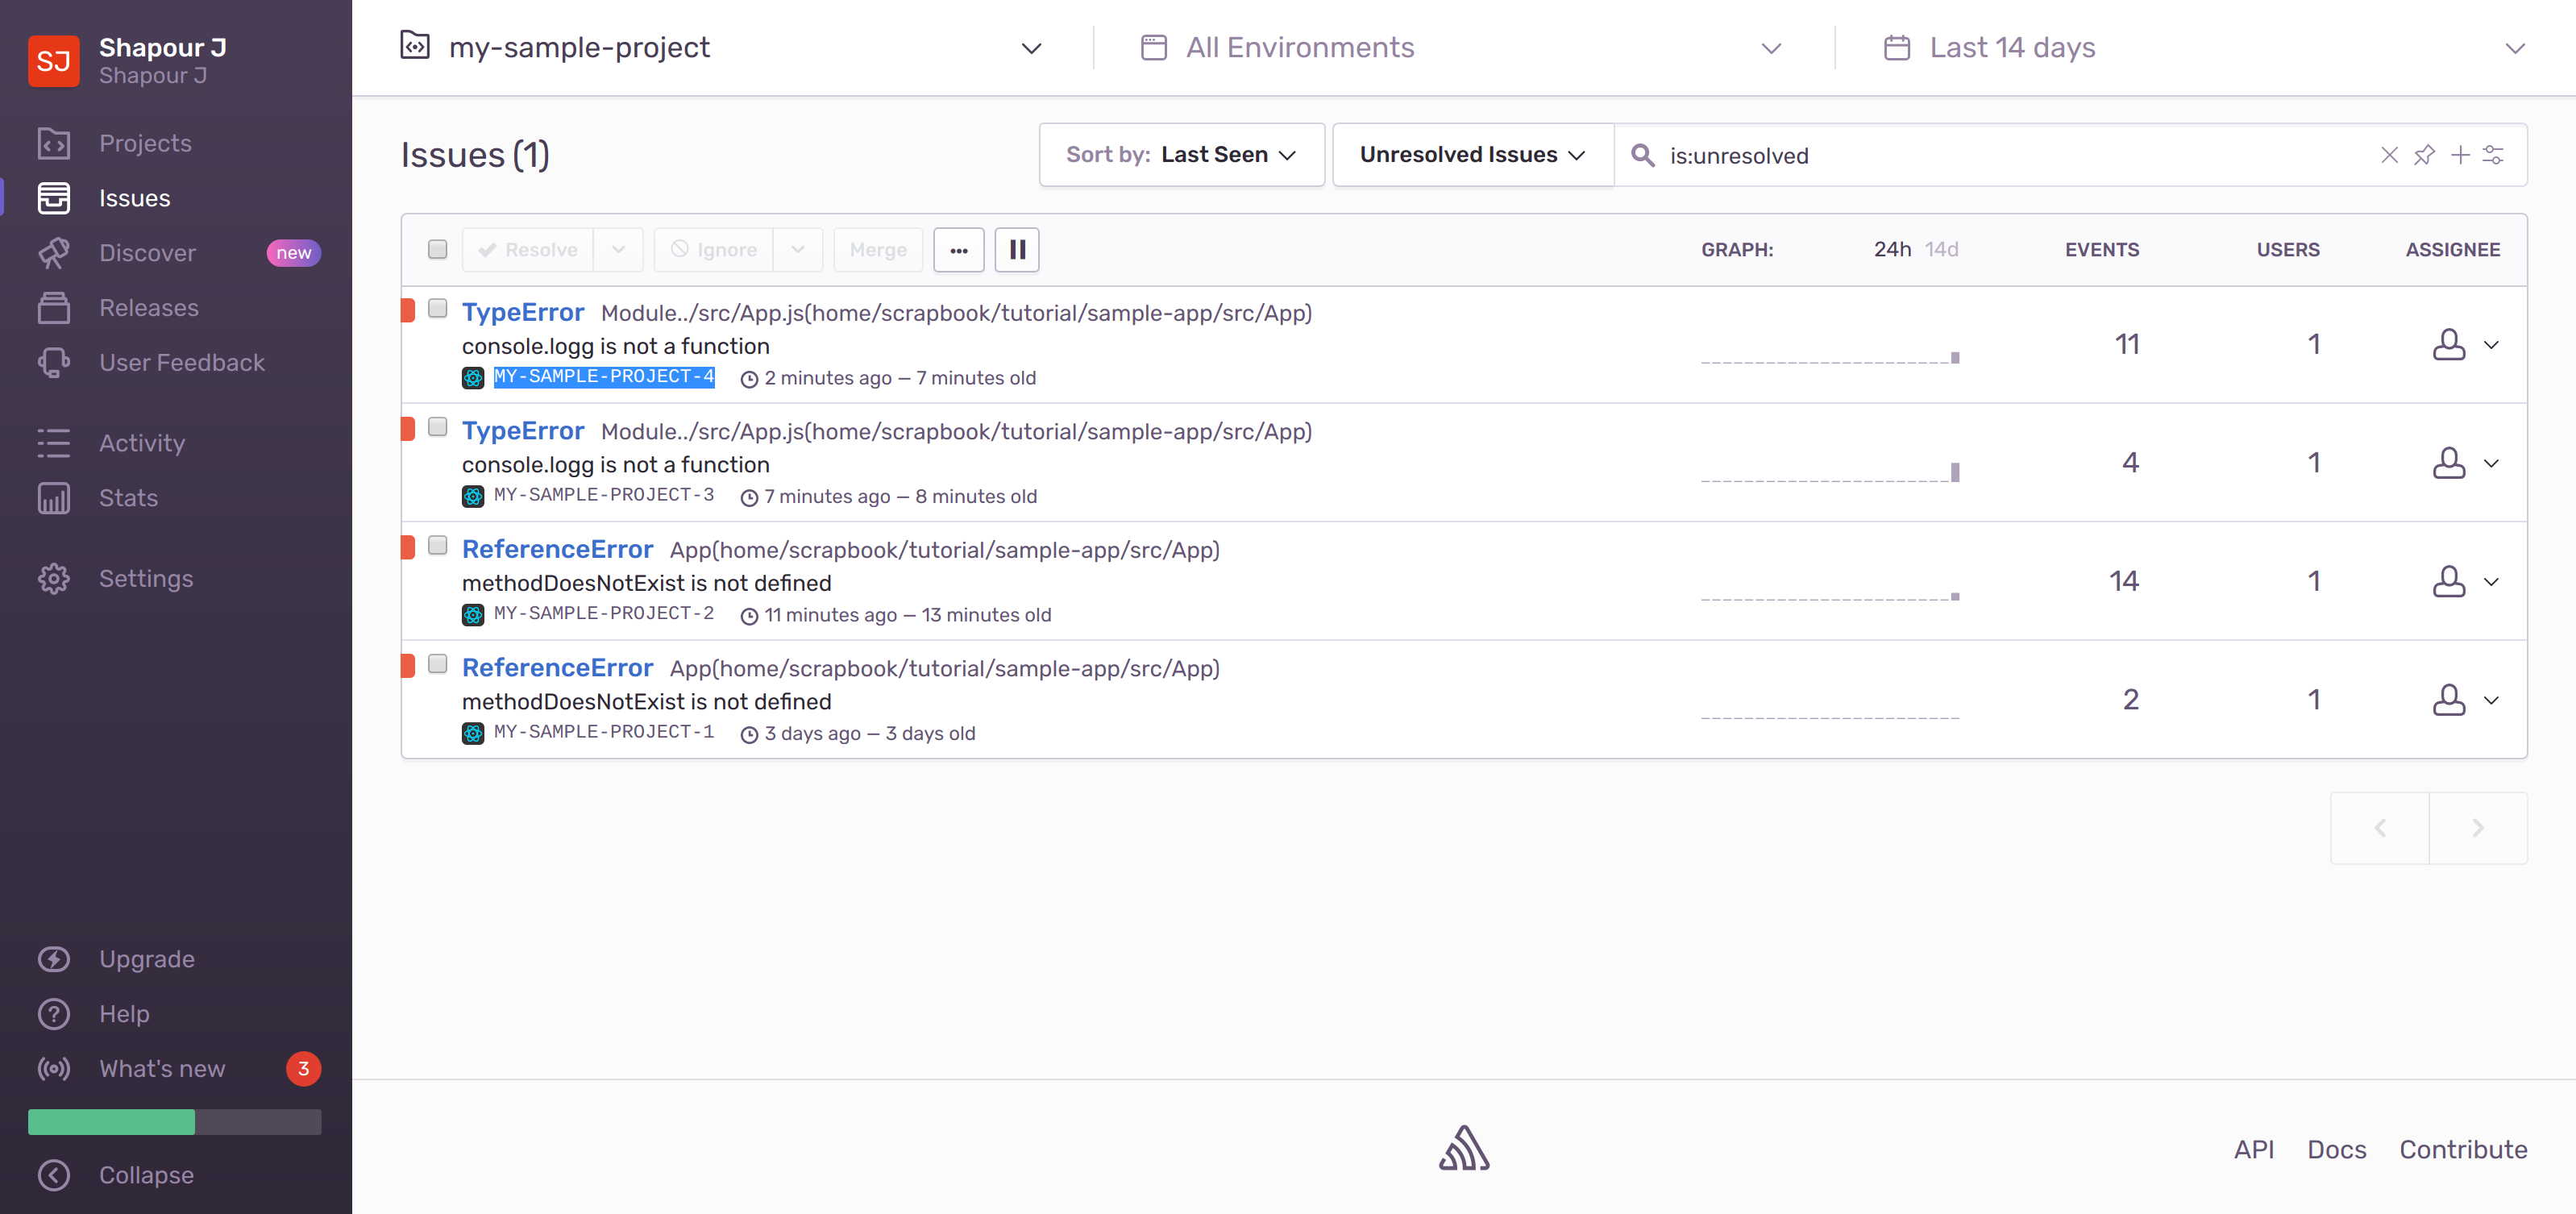 SJ
Shapour J
Shapour J
Projects
Issues
Discover new
Releases
User Feedback
Activity
Stats
Settings
Upgrade
Help
What's new 3
Collapse
my-sample-project
All Environments
Last 14 days
Issues (1)
Sort by: Last Seen
Unresolved Issues
is:unresolved
Resolve
Ignore
Merge
GRAPH: 24h 14d
EVENTS
USERS
ASSIGNEE
TypeError Module../src/App.js(home/scrapbook/tutorial/sample-app/src/App)
console.logg is not a function
MY-SAMPLE-PROJECT-4 2 minutes ago — 7 minutes old
11
1
TypeError Module../src/App.js(home/scrapbook/tutorial/sample-app/src/App)
console.logg is not a function
MY-SAMPLE-PROJECT-3 7 minutes ago — 8 minutes old
4
1
ReferenceError App(home/scrapbook/tutorial/sample-app/src/App)
methodDoesNotExist is not defined
MY-SAMPLE-PROJECT-2 11 minutes ago — 13 minutes old
14
1
ReferenceError App(home/scrapbook/tutorial/sample-app/src/App)
methodDoesNotExist is not defined
MY-SAMPLE-PROJECT-1 3 days ago — 3 days old
2
1
API Docs Contribute